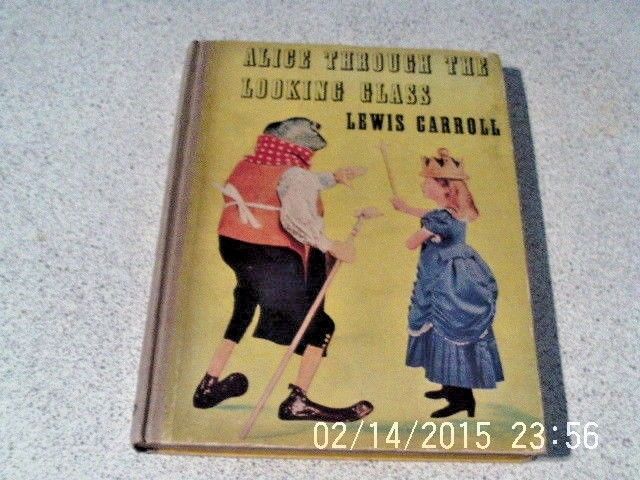 ALICE THROUGH THE
LOOKING GLASS
LEWIS CARROLL
02/14/2015 23:56